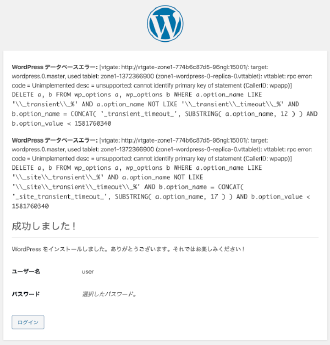 WordPress データベースエラー: [vtgate: http://vtgate-zone1-774b6c87d6-96ngl:15001/: target:
wordpress.0.master, used tablet: zone1-1372366900 (zone1-wordpress-0-replica-0.vttablet): vttablet: rpc error:
code = Unimplemented desc = unsupported: cannot identify primary key of statement (CallerID: wpapp)]
DELETE a, b FROM wp_options a, wp_options b WHERE a.option_name LIKE
'\\_transient\\_%' AND a.option_name NOT LIKE '\\_transient\\_timeout\\_%' AND
b.option_name = CONCAT( '_transient_timeout_', SUBSTRING( a.option_name, 12 ) ) AND
b.option_value < 1581760340
WordPress データベースエラー: [vtgate: http://vtgate-zone1-774b6c87d6-96ngl:15001/: target:
wordpress.0.master, used tablet: zone1-1372366900 (zone1-wordpress-0-replica-0.vttablet): vttablet: rpc error:
code = Unimplemented desc = unsupported: cannot identify primary key of statement (CallerID: wpapp)]
DELETE a, b FROM wp_options a, wp_options b WHERE a.option_name LIKE
'\\_site\\_transient\\_%' AND a.option_name NOT LIKE
'\\_site\\_transient\\_timeout\\_%' AND b.option_name = CONCAT(
'_site_transient_timeout_', SUBSTRING( a.option_name, 17 ) ) AND b.option_value <
1581760340
成功しました !
WordPress をインストールしました。ありがとうございます。それではお楽しみください !
ユーザー名 user
パスワード 選択したパスワード。
ログイン